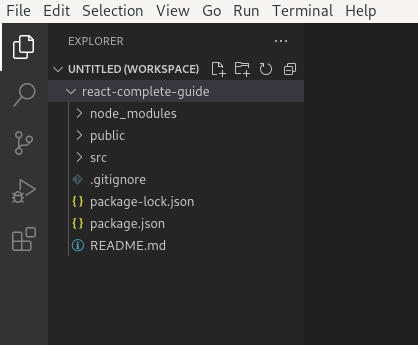 File Edit Selection View Go Run Terminal Help
EXPLORER
UNTITLED (WORKSPACE)
react-complete-guide
node_modules
public
src
.gitignore
package-lock.json
package.json
README.md